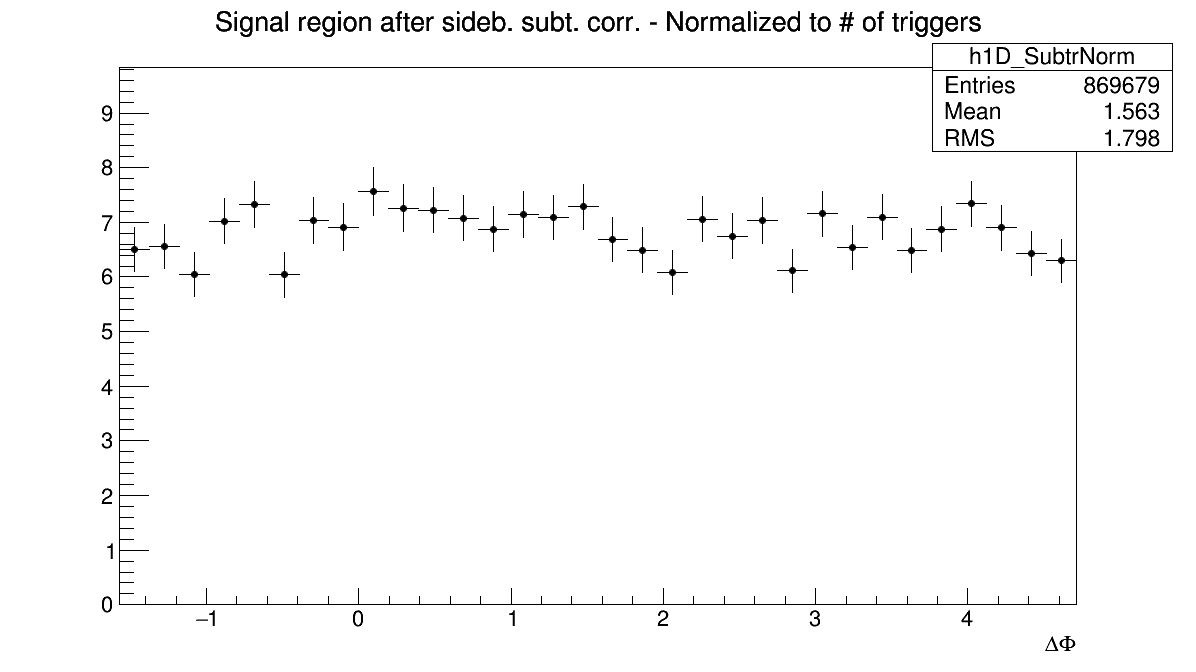 Signal region after sideb. subt. corr. - Normalized to # of triggers
h1D_SubtrNorm
Entries 869679
Mean 1.563
RMS 1.798
9
8
7
6
5
4
3
2
1
0
−1 0 1 2 3 4
ΔΦ